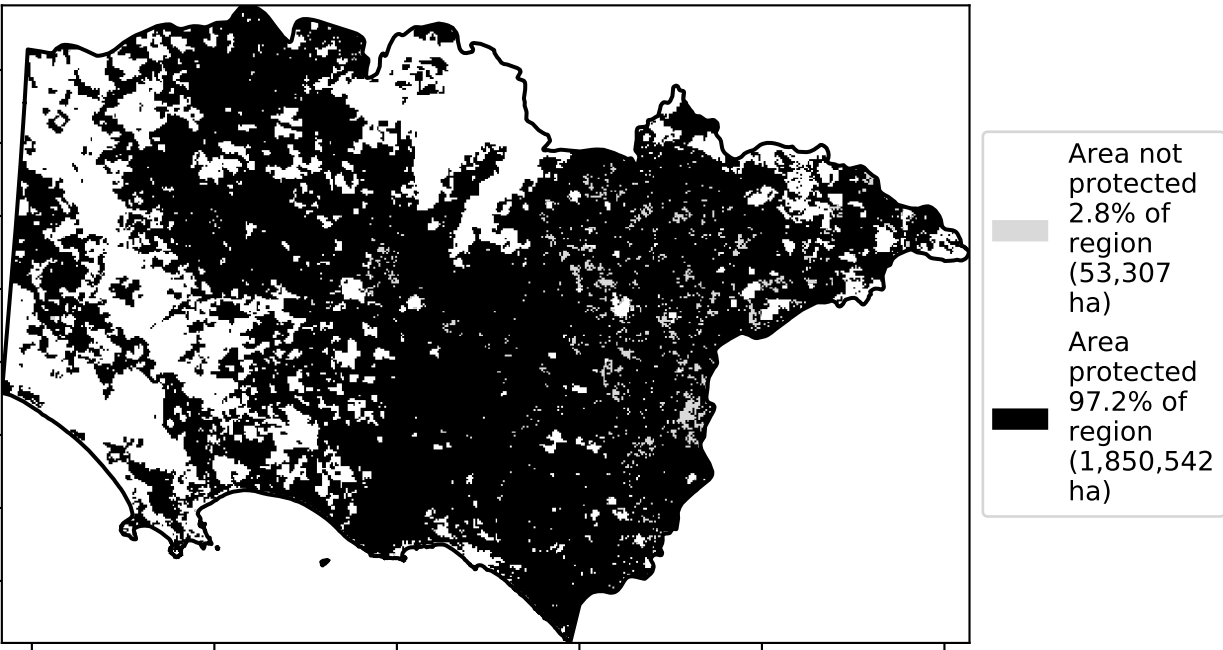 Area not
protected
2.8% of
region
(53,307
ha)
Area
protected
97.2% of
region
(1,850,542
ha)